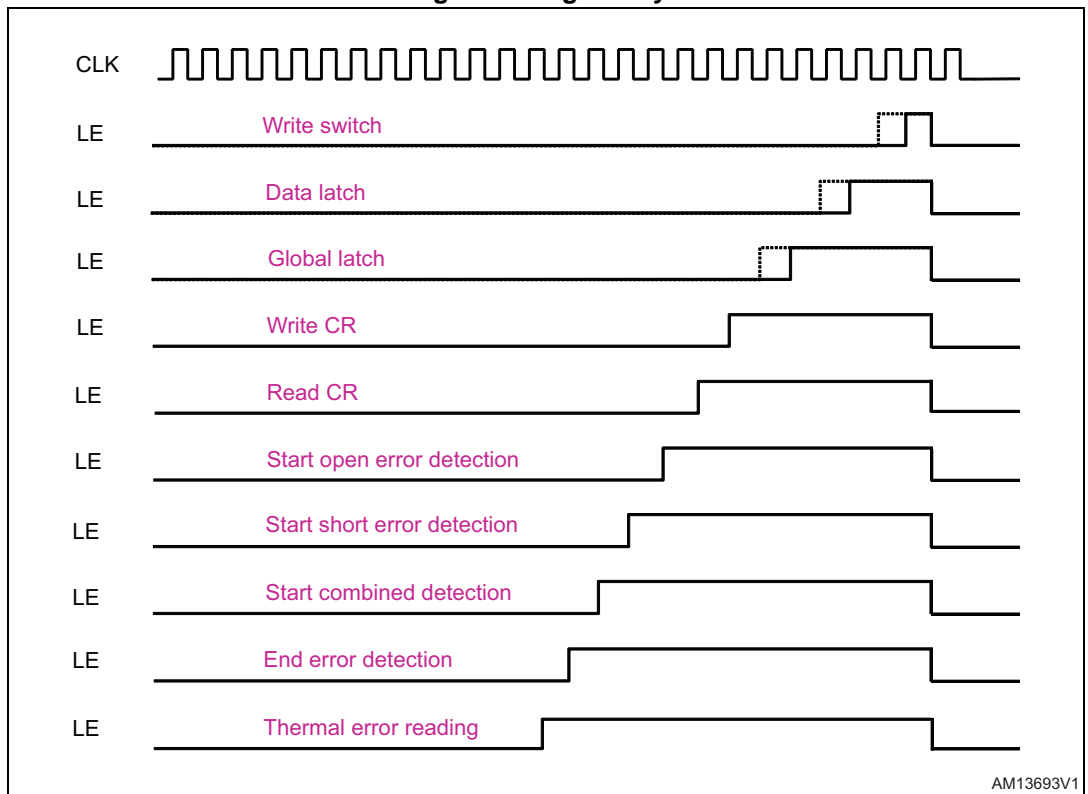 CLK
LE Write switch
LE Data latch
LE Global latch
LE Write CR
LE Read CR
LE Start open error detection
LE Start short error detection
LE Start combined detection
LE End error detection
LE Thermal error reading
AM13693V1